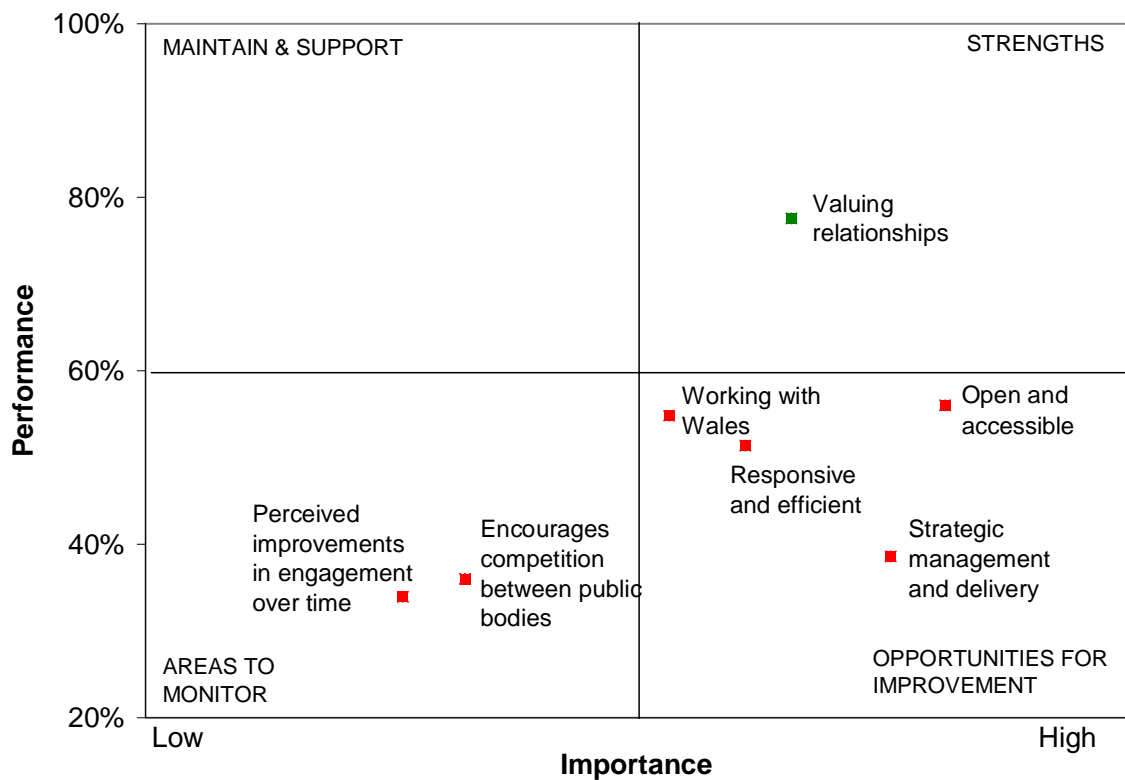 100%
MAINTAIN & SUPPORT
STRENGTHS
80%
Valuing
relationships
Performance
60%
Working with
Wales
Open and
accessible
Responsive
and efficient
40%
Perceived
improvements
in engagement
over time
Encourages
competition
between public
bodies
Strategic
management
and delivery
AREAS TO
MONITOR
OPPORTUNITIES FOR
IMPROVEMENT
20%
Low
High
Importance